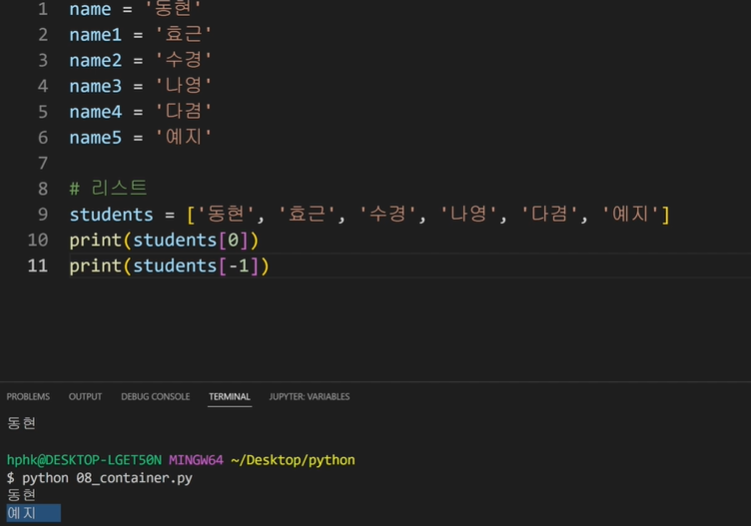 1 name = '동현'
2 name1 = '효근'
3 name2 = '수경'
4 name3 = '나영'
5 name4 = '다겸'
6 name5 = '예지'
7
8 # 리스트
9 students = ['동현', '효근', '수경', '나영', '다겸', '예지']
10 print(students[0])
11 print(students[-1])
PROBLEMS OUTPUT DEBUG CONSOLE TERMINAL JUPYTER: VARIABLES
동현
hphk@DESKTOP-LGET50N MINGW64 ~/Desktop/python
$ python 08_container.py
동현
예지